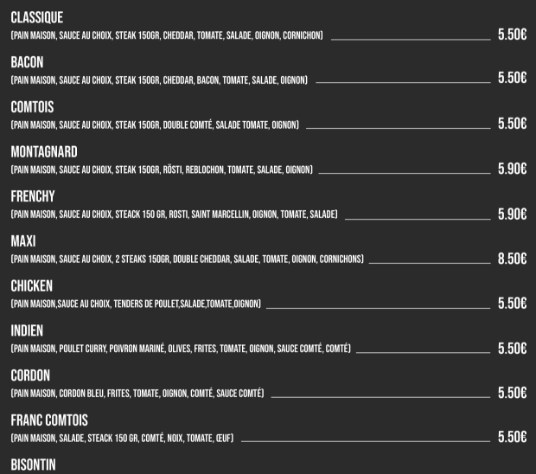 CLASSIQUE
(PAIN MAISON, SAUCE AU CHOIX, STEAK 150GR, CHEDDAR, TOMATE, SALADE, OIGNON, CORNICHON) 5.50€
BACON
(PAIN MAISON, SAUCE AU CHOIX, STEAK 150GR, CHEDDAR, BACON, TOMATE, SALADE, OIGNON) 5.50€
COMTOIS
(PAIN MAISON, SAUCE AU CHOIX, STEAK 150GR, DOUBLE COMTÉ, SALADE TOMATE, OIGNON) 5.50€
MONTAGNARD
(PAIN MAISON, SAUCE AU CHOIX, STEAK 150GR, RÖSTI, REBLOCHON, TOMATE, SALADE, OIGNON) 5.90€
FRENCHY
(PAIN MAISON, SAUCE AU CHOIX, STEACK 150 GR, ROSTI, SAINT MARCELLIN, OIGNON, TOMATE, SALADE) 5.90€
MAXI
(PAIN MAISON, SAUCE AU CHOIX, 2 STEAKS 150GR, DOUBLE CHEDDAR, SALADE, TOMATE, OIGNON, CORNICHONS) 8.50€
CHICKEN
(PAIN MAISON,SAUCE AU CHOIX, TENDERS DE POULET,SALADE,TOMATE,OIGNON) 5.50€
INDIEN
(PAIN MAISON, POULET CURRY, POIVRON MARINÉ, OLIVES, FRITES, TOMATE, OIGNON, SAUCE COMTÉ, COMTÉ) 5.50€
CORDON
(PAIN MAISON, CORDON BLEU, FRITES, TOMATE, OIGNON, COMTÉ, SAUCE COMTÉ) 5.50€
FRANC COMTOIS
(PAIN MAISON, SALADE, STEACK 150 GR, COMTÉ, NOIX, TOMATE, ŒUF) 5.50€
BISONTIN